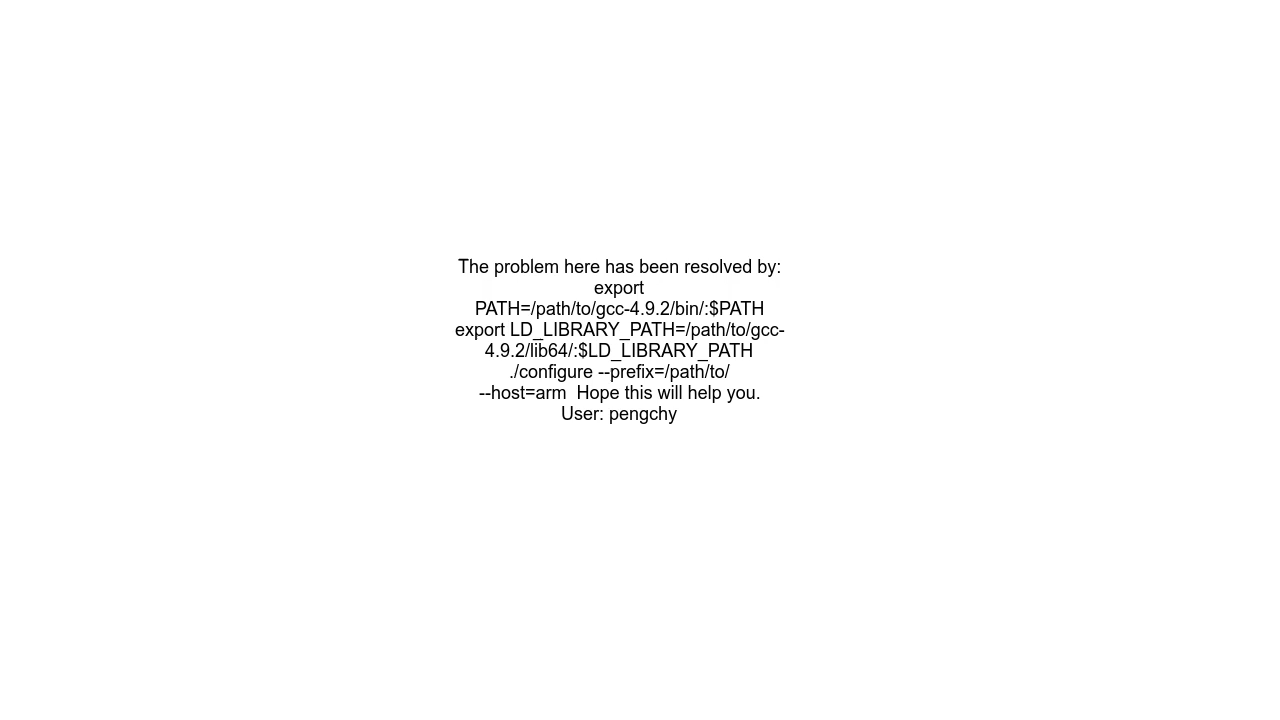 The problem here has been resolved by:
export
PATH=/path/to/gcc-4.9.2/bin/:$PATH
export LD_LIBRARY_PATH=/path/to/gcc-
4.9.2/lib64/:$LD_LIBRARY_PATH
./configure --prefix=/path/to/
--host=arm  Hope this will help you.
User: pengchy